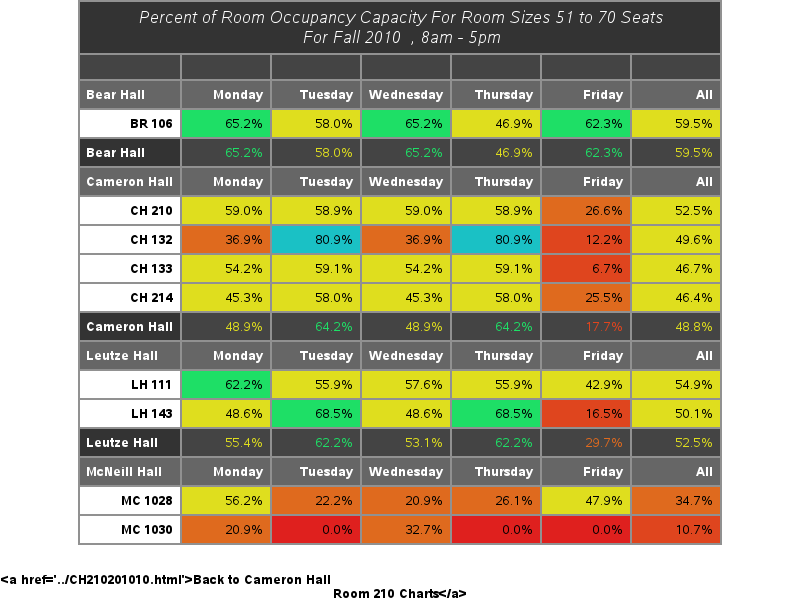 Percent of Room Occupancy Capacity For Room Sizes 51 to 70 Seats
For Fall 2010 , 8am - 5pm
Bear Hall Monday Tuesday Wednesday Thursday Friday All
BR 106 65.2% 58.0% 65.2% 46.9% 62.3% 59.5%
Bear Hall 65.2% 58.0% 65.2% 46.9% 62.3% 59.5%
Cameron Hall Monday Tuesday Wednesday Thursday Friday All
CH 210 59.0% 58.9% 59.0% 58.9% 26.6% 52.5%
CH 132 36.9% 80.9% 36.9% 80.9% 12.2% 49.6%
CH 133 54.2% 59.1% 54.2% 59.1% 6.7% 46.7%
CH 214 45.3% 58.0% 45.3% 58.0% 25.5% 46.4%
Cameron Hall 48.9% 64.2% 48.9% 64.2% 17.7% 48.8%
Leutze Hall Monday Tuesday Wednesday Thursday Friday All
LH 111 62.2% 55.9% 57.6% 55.9% 42.9% 54.9%
LH 143 48.6% 68.5% 48.6% 68.5% 16.5% 50.1%
Leutze Hall 55.4% 62.2% 53.1% 62.2% 29.7% 52.5%
McNeill Hall Monday Tuesday Wednesday Thursday Friday All
MC 1028 56.2% 22.2% 20.9% 26.1% 47.9% 34.7%
MC 1030 20.9% 0.0% 32.7% 0.0% 0.0% 10.7%
<a href='../CH210201010.html'>Back to Cameron Hall
Room 210 Charts</a>